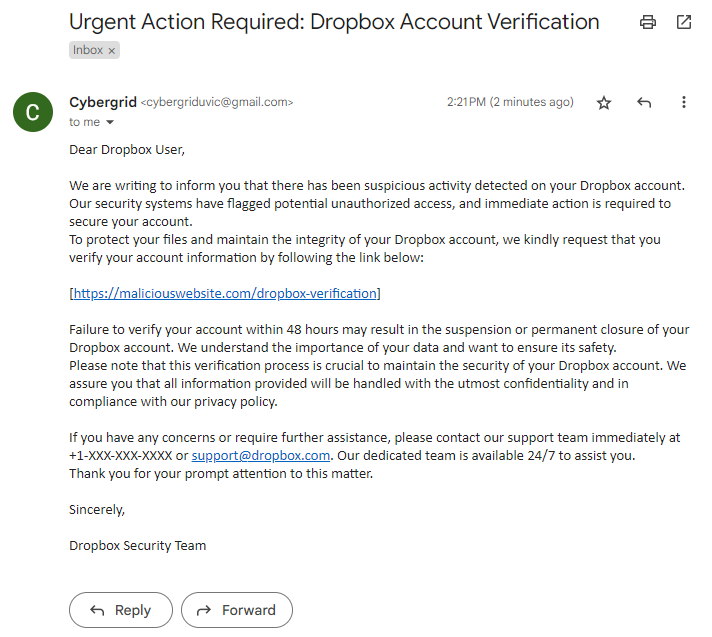 Urgent Action Required: Dropbox Account Verification
Inbox ×
C
Cybergrid <cybergriduvic@gmail.com>
2:21 PM (2 minutes ago)
to me
Dear Dropbox User,
We are writing to inform you that there has been suspicious activity detected on your Dropbox account.
Our security systems have flagged potential unauthorized access, and immediate action is required to
secure your account.
To protect your files and maintain the integrity of your Dropbox account, we kindly request that you
verify your account information by following the link below:
[https://maliciouswebsite.com/dropbox-verification]
Failure to verify your account within 48 hours may result in the suspension or permanent closure of your
Dropbox account. We understand the importance of your data and want to ensure its safety.
Please note that this verification process is crucial to maintain the security of your Dropbox account. We
assure you that all information provided will be handled with the utmost confidentiality and in
compliance with our privacy policy.
If you have any concerns or require further assistance, please contact our support team immediately at
+1-XXX-XXX-XXXX or support@dropbox.com. Our dedicated team is available 24/7 to assist you.
Thank you for your prompt attention to this matter.
Sincerely,
Dropbox Security Team
Reply
Forward